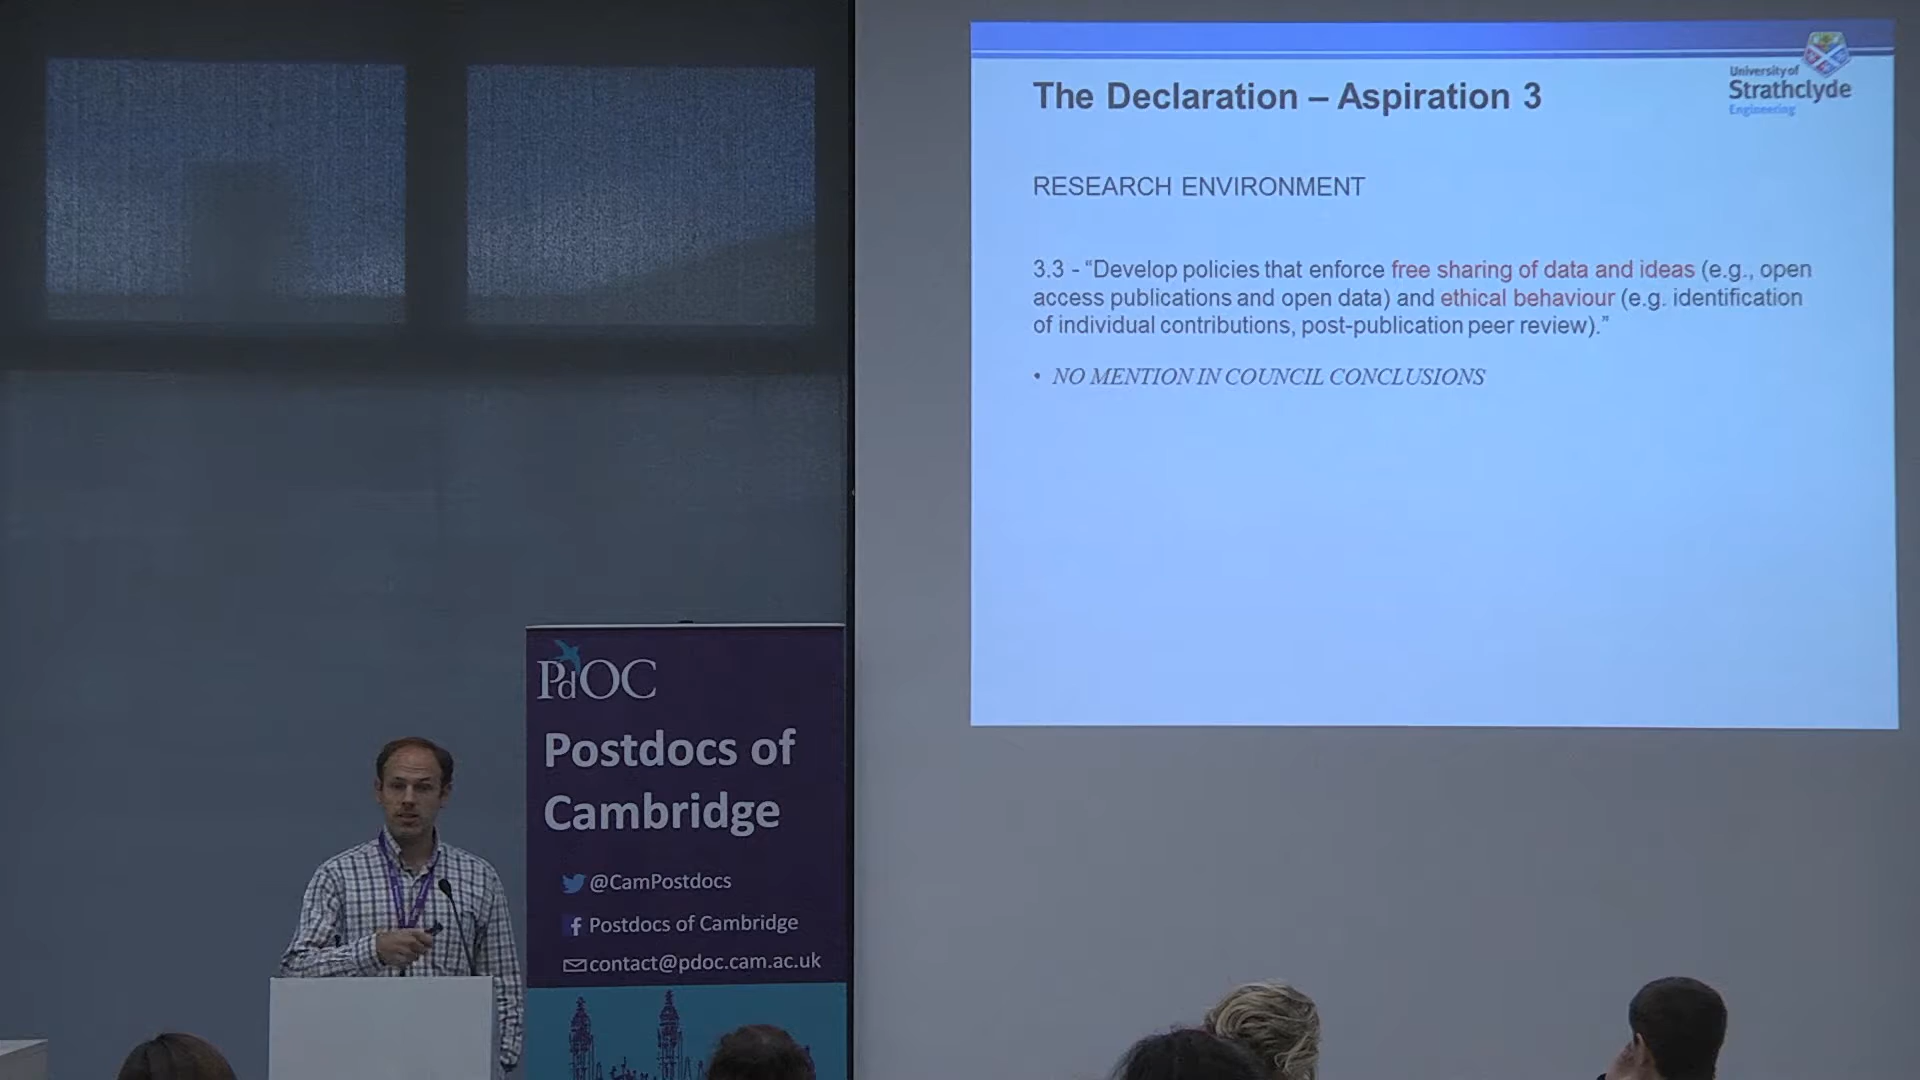 University of
Strathclyde
Engineering
The Declaration – Aspiration 3
RESEARCH ENVIRONMENT
3.3 - “Develop policies that enforce free sharing of data and ideas (e.g., open
access publications and open data) and ethical behaviour (e.g. identification
of individual contributions, post-publication peer review).”
• NO MENTION IN COUNCIL CONCLUSIONS
PdOC
Postdocs of
Cambridge
@CamPostdocs
f Postdocs of Cambridge
contact@pdoc.cam.ac.uk